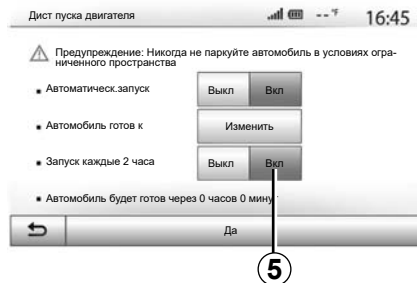 Дист пуска двигателя
--°F
16:45
Предупреждение: Никогда не паркуйте автомобиль в условиях огра-
ниченного пространства
Автоматическ.запуск
Выкл
Вкл
Автомобиль готов к
Изменить
Запуск каждые 2 часа
Выкл
Вкл
Автомобиль будет готов через 0 часов 0 минут
Да
5